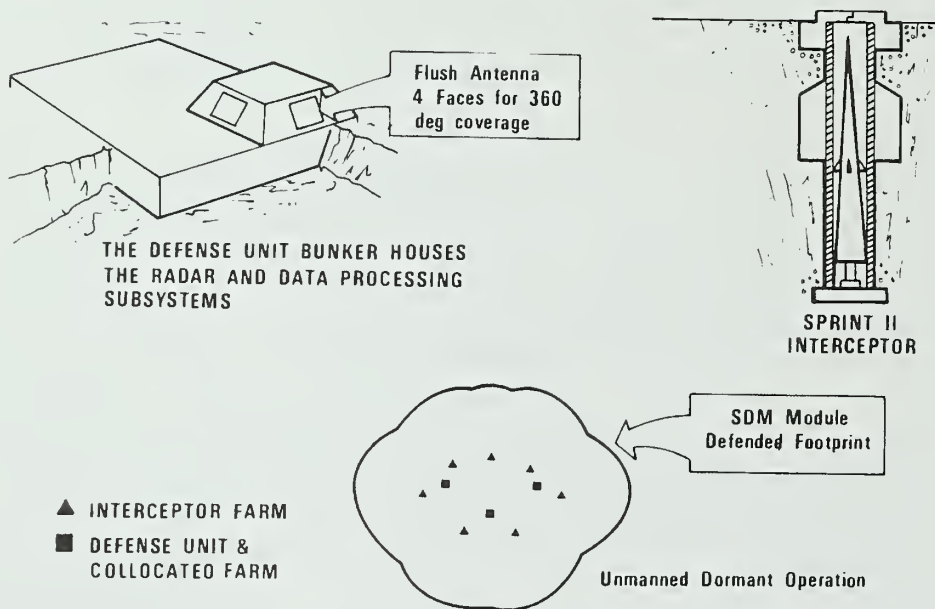 Flush Antenna
4 Faces for 360
deg coverage
THE DEFENSE UNIT BUNKER HOUSES
THE RADAR AND DATA PROCESSING
SUBSYSTEMS
SPRINT II
INTERCEPTOR
SDM Module
Defended Footprint
INTERCEPTOR FARM
DEFENSE UNIT &
COLLOCATED FARM
Unmanned Dormant Operation